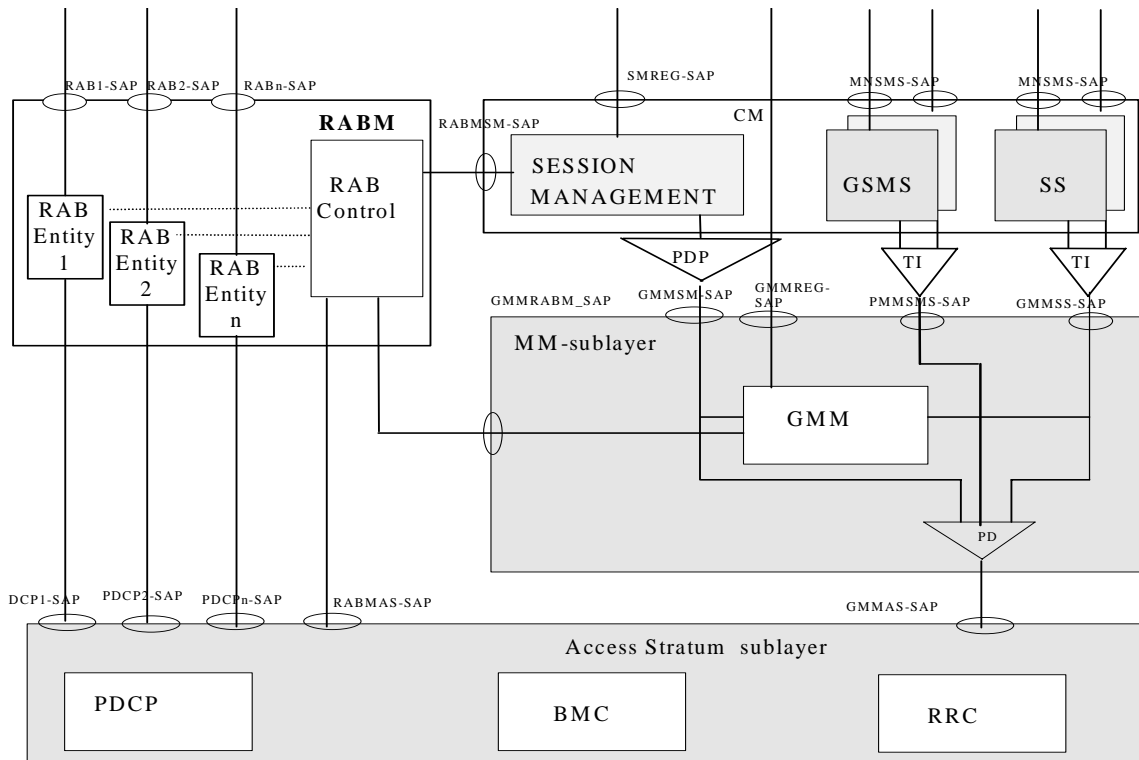 RAB1-SAP
RAB2-SAP
RABn-SAP
SMREG-SAP
MNSMS-SAP
MNSMS-SAP
RABM
RABMSM-SAP
CM
RAB
Control
SESSION
MANAGEMENT
GSMS
SS
RAB
Entity
1
RAB
Entity
2
RAB
Entity
n
PDP
TI
TI
GMMRABM_SAP
GMMSM-SAP
GMMREG-
SAP
PMMSMS-SAP
GMMSS-SAP
MM-sublayer
GMM
PD
DCP1-SAP
PDCP2-SAP
PDCPn-SAP
RABMAS-SAP
GMMAS-SAP
Access Stratum sublayer
PDCP
BMC
RRC